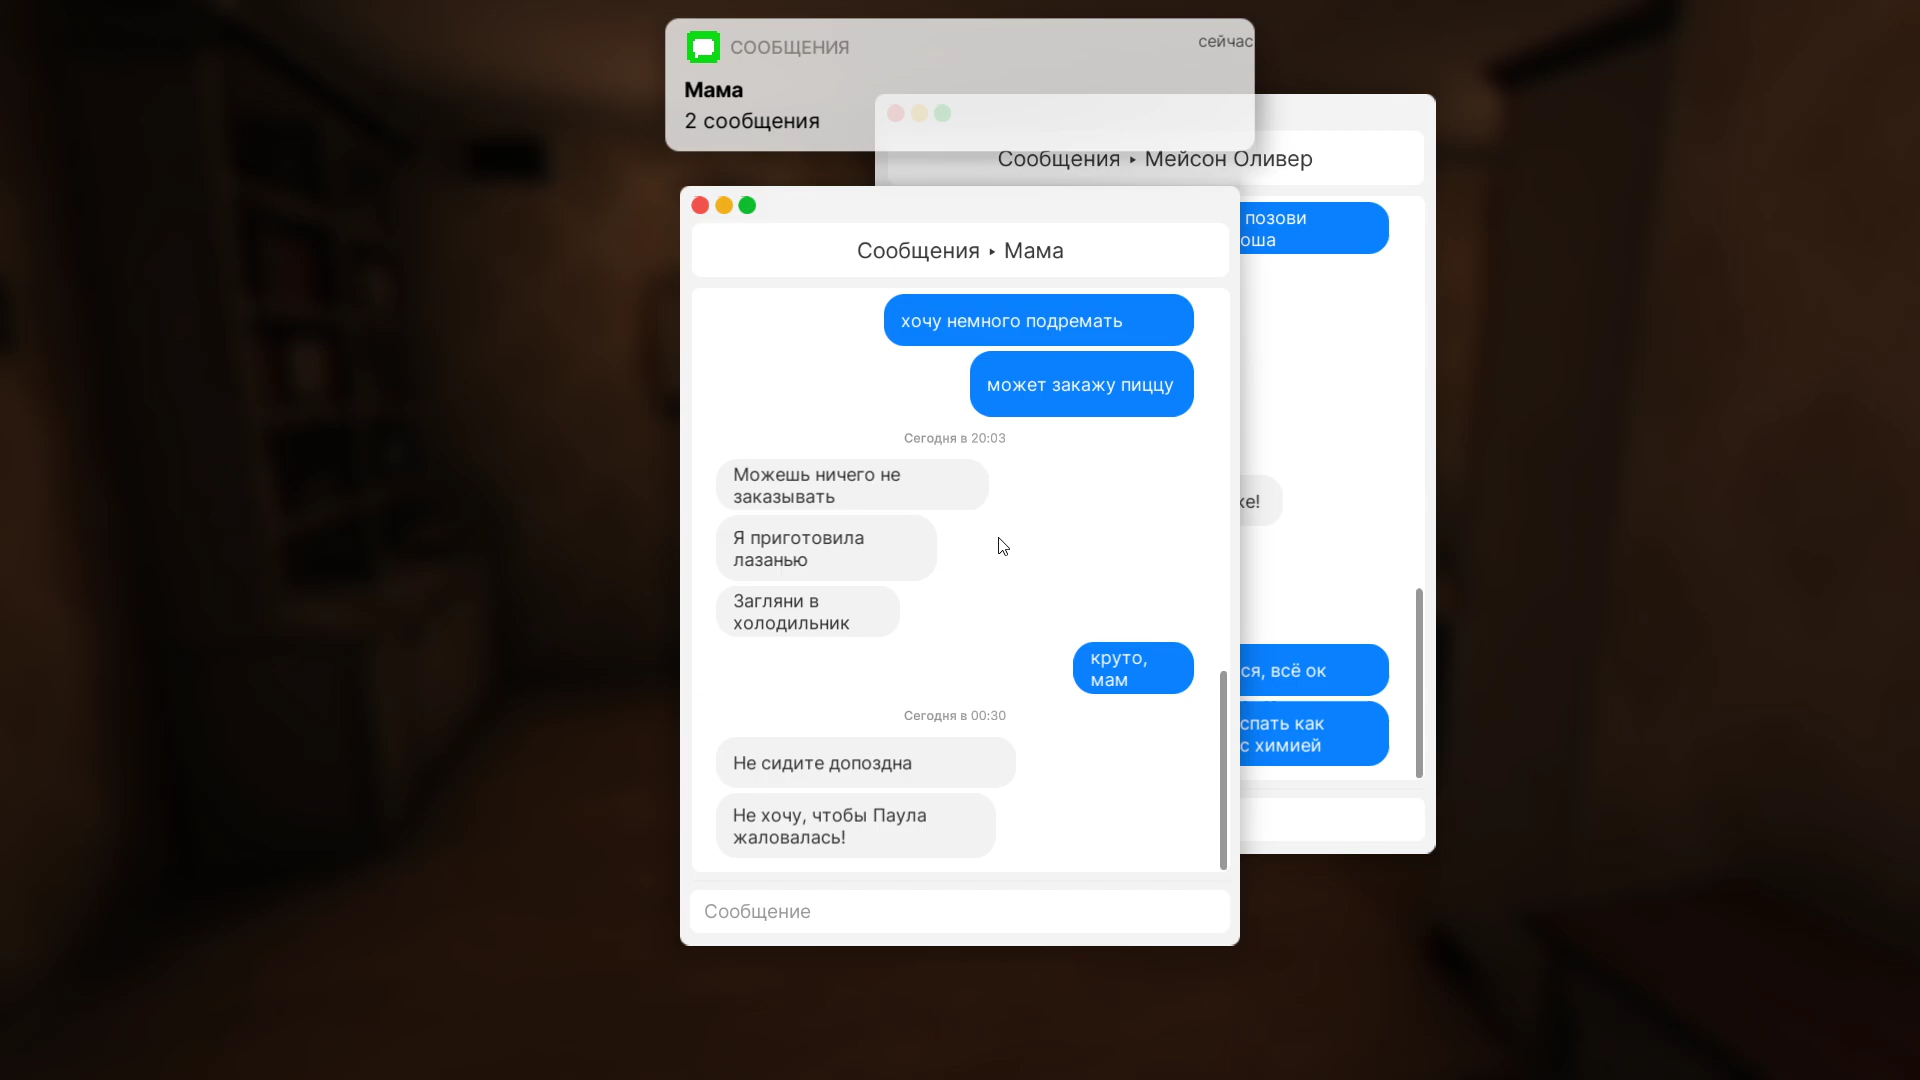 СООБЩЕНИЯ
сейчас
Мама
2 сообщения
Сообщения ‣ Мейсон Оливер
позови
оша
ке!
ся, всё ок
спать как
с химией
Сообщения ‣ Мама
хочу немного подремать
может закажу пиццу
Сегодня в 20:03
Можешь ничего не
заказывать
Я приготовила
лазанью
Загляни в
холодильник
круто,
мам
Сегодня в 00:30
Не сидите допоздна
Не хочу, чтобы Паула
жаловалась!
Сообщение